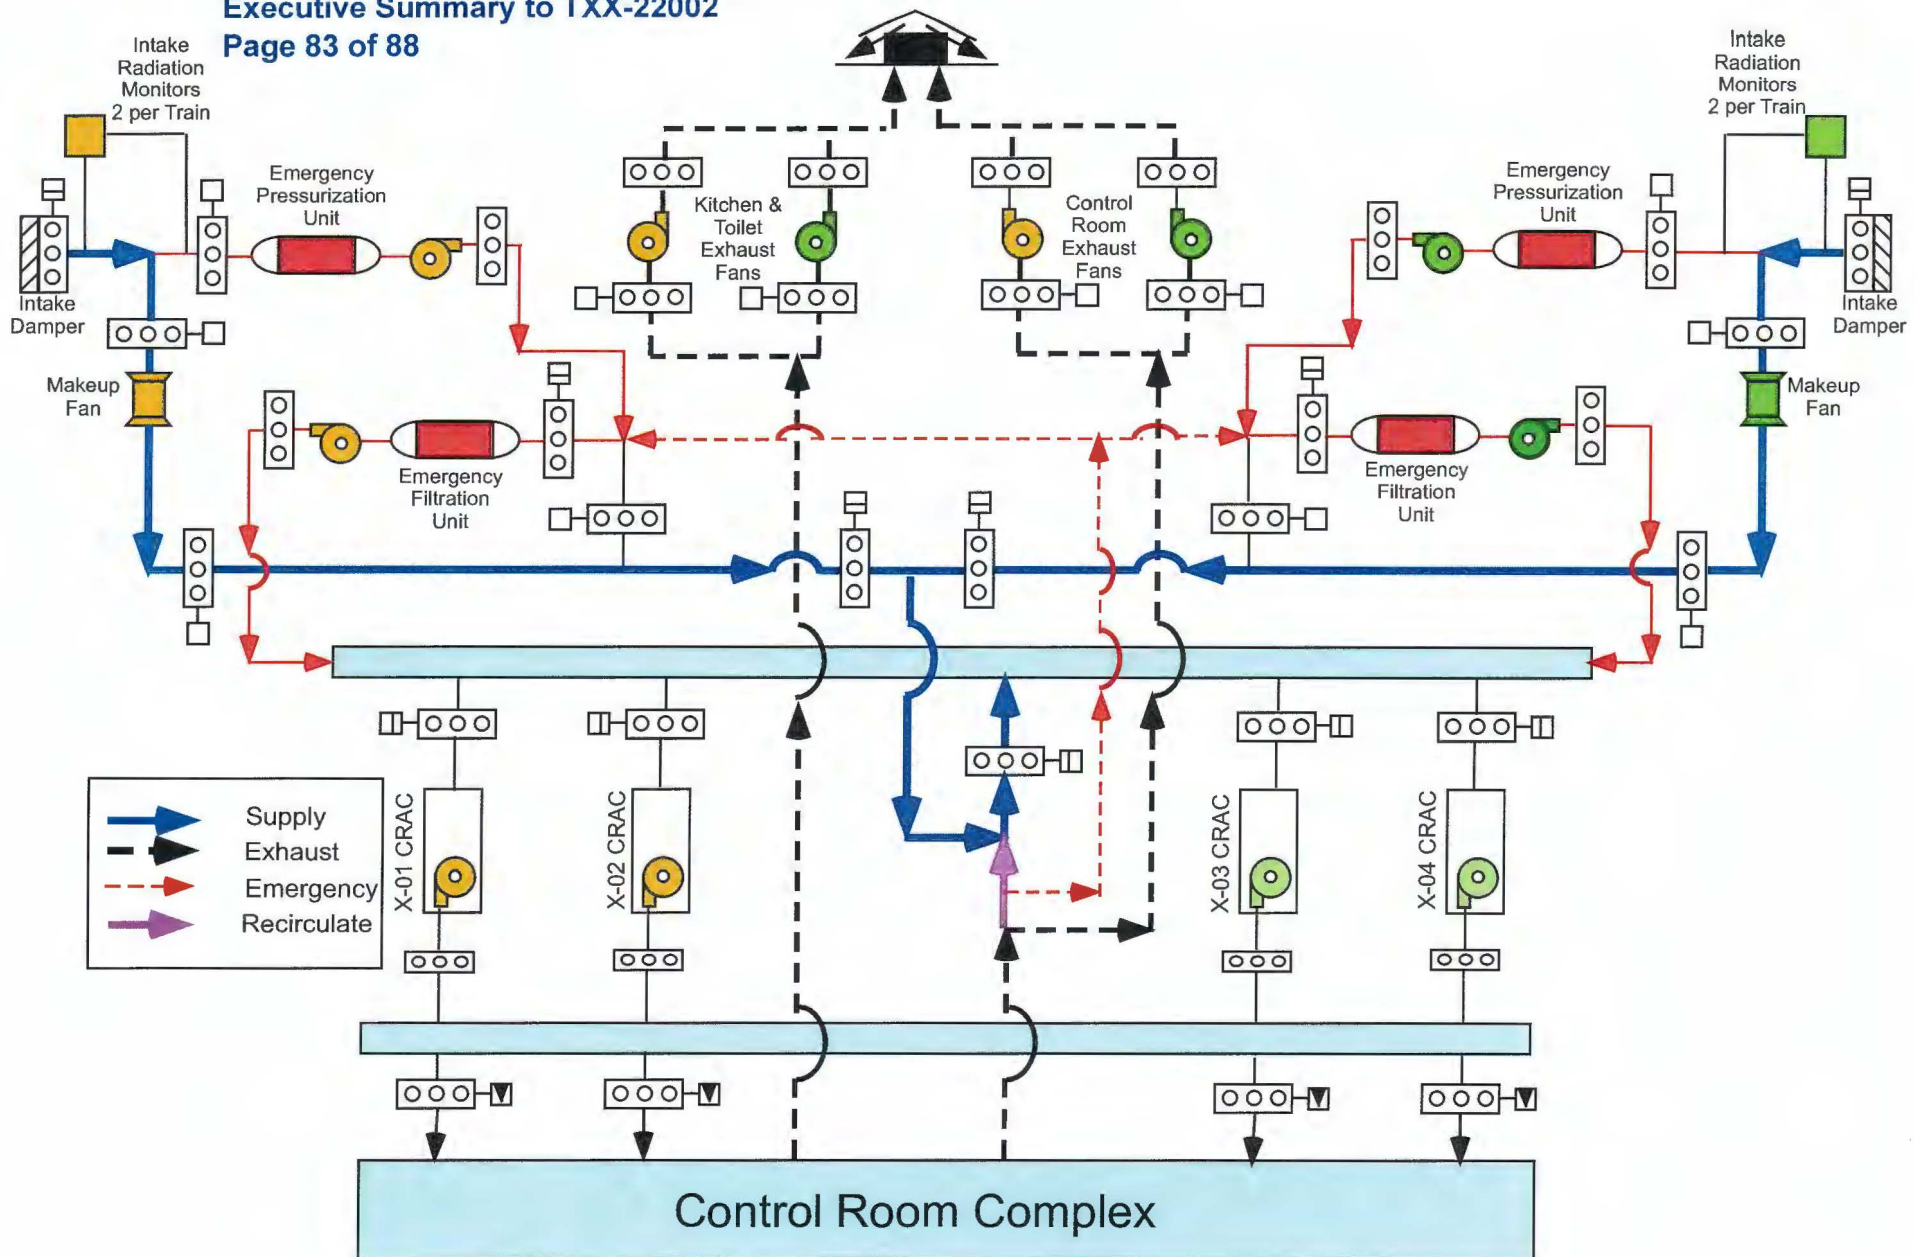 Executive Summary to TXX-22002
Page 83 of 88
Intake
Radiation
Monitors
2 per Train
Intake
Radiation
Monitors
2 per Train
Emergency
Pressurization
Unit
Kitchen &
Toilet
Exhaust
Fans
Control
Room
Exhaust
Fans
Emergency
Pressurization
Unit
Intake
Damper
Intake
Damper
Makeup
Fan
Makeup
Fan
Emergency
Filtration
Unit
Emergency
Filtration
Unit
Supply
Exhaust
Emergency
Recirculate
X-01 CRAC
X-02 CRAC
X-03 CRAC
X-04 CRAC
Control Room Complex